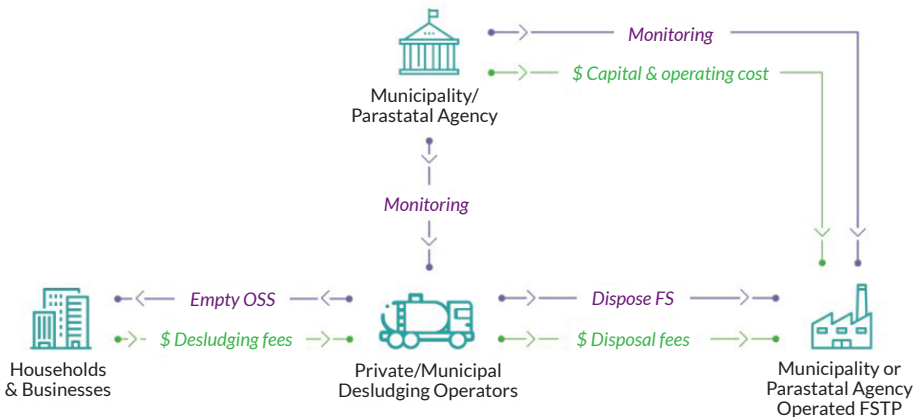 Monitoring
$ Capital & operating cost
Municipality/
Parastatal Agency
Monitoring
Empty OSS
Dispose FS
$ Desludging fees
$ Disposal fees
Households
& Businesses
Private/Municipal
Desludging Operators
Municipality or
Parastatal Agency
Operated FSTP